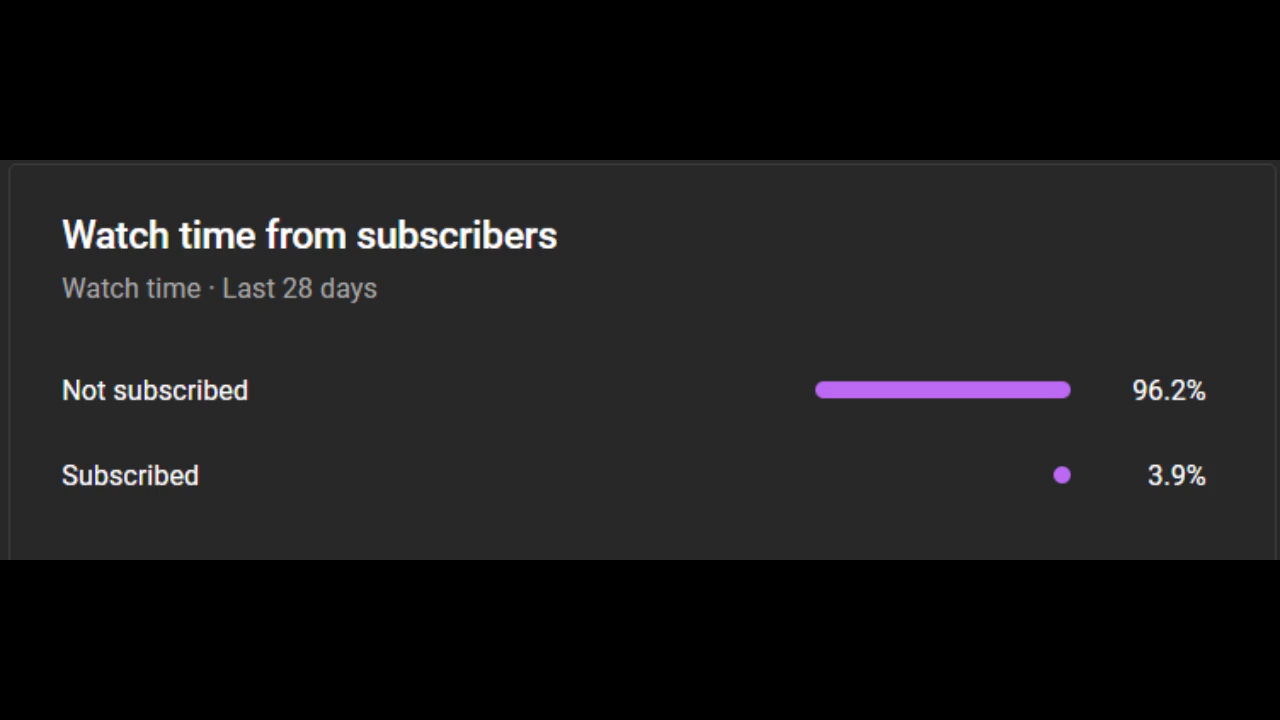 Watch time from subscribers
Watch time · Last 28 days
Not subscribed 96.2%
Subscribed 3.9%